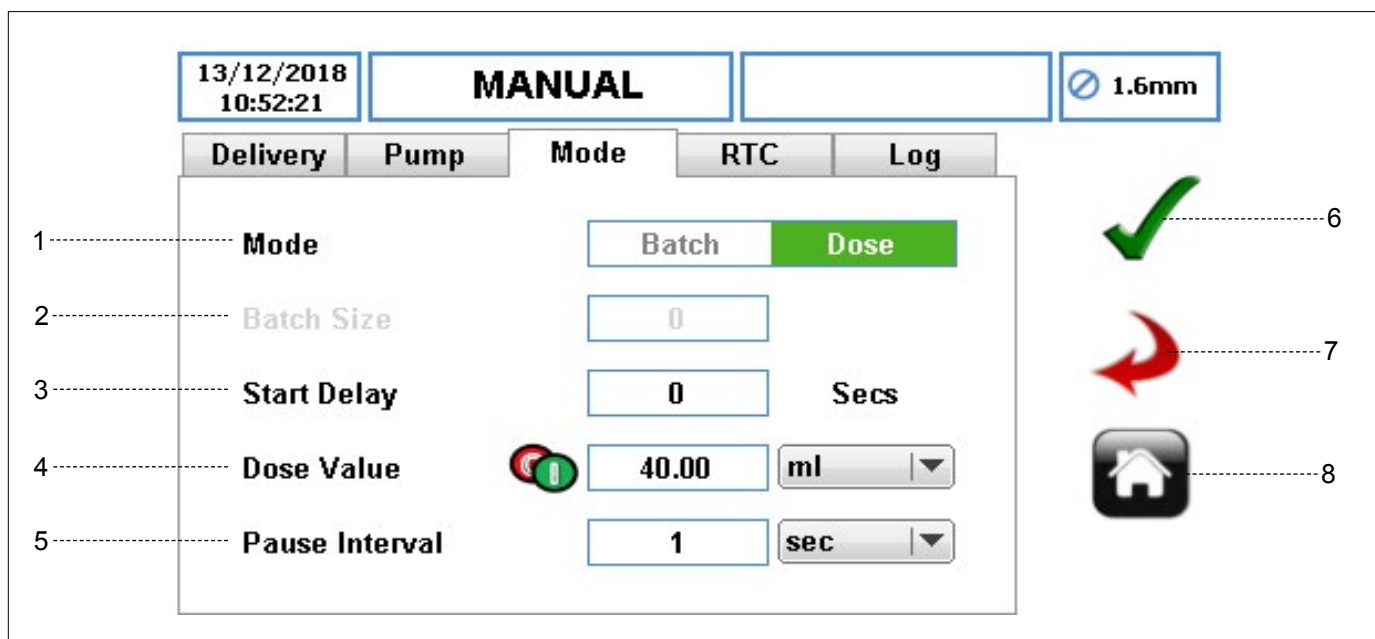 13/12/2018
10:52:21
MANUAL
1.6mm
Delivery Pump Mode RTC Log
1 Mode Batch Dose 6
2 Batch Size 0
7
3 Start Delay 0 Secs
4 Dose Value 40.00 ml 8
5 Pause Interval 1 sec